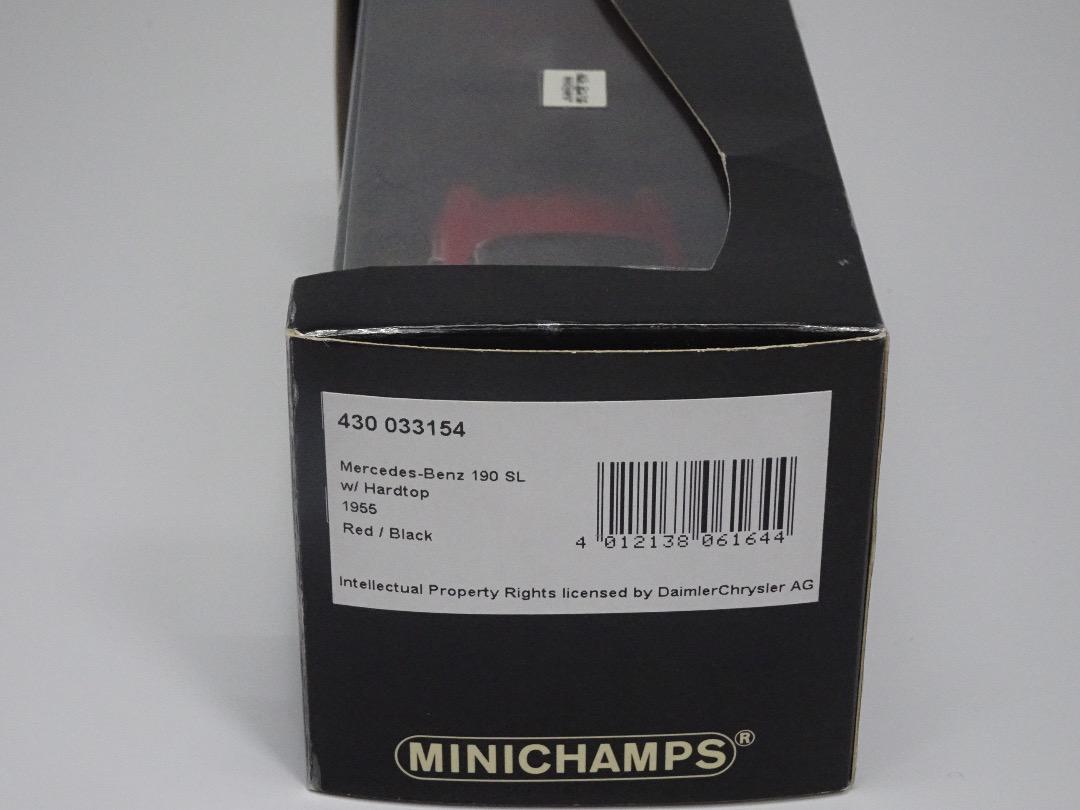 430 033154
Mercedes-Benz 190 SL
w/ Hardtop
1955
Red / Black
4 012138 061644
Intellectual Property Rights licensed by DaimlerChrysler AG
MINICHAMPS®